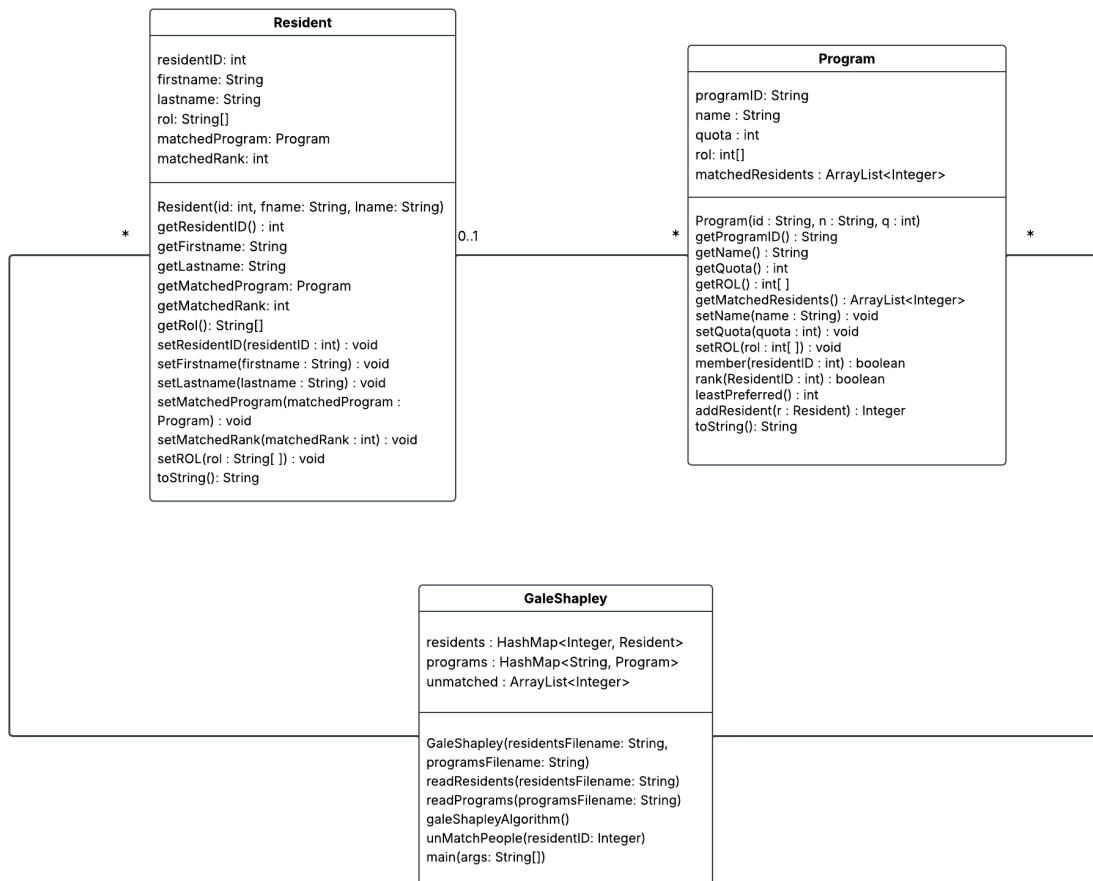 Resident
residentID: int
firstname: String
lastname: String
rol: String[]
matchedProgram: Program
matchedRank: int
Resident(id: int, fname: String, lname: String)
getResidentID() : int
getFirstname: String
getLastname: String
getMatchedProgram: Program
getMatchedRank: int
getRol(): String[]
setResidentID(residentID : int) : void
setFirstname(firstname : String) : void
setLastname(lastname : String) : void
setMatchedProgram(matchedProgram :
Program) : void
setMatchedRank(matchedRank : int) : void
setROL(rol : String[ ]) : void
toString(): String
*
0..1
*
Program
programID: String
name : String
quota : int
rol: int[]
matchedResidents : ArrayList<Integer>
Program(id : String, n : String, q : int)
getProgramID() : String
getName() : String
getQuota() : int
getROL() : int[ ]
getMatchedResidents() : ArrayList<Integer>
setName(name : String) : void
setQuota(quota : int) : void
setROL(rol : int[ ]) : void
member(residentID : int) : boolean
rank(ResidentID : int) : boolean
leastPreferred() : int
addResident(r : Resident) : Integer
toString(): String
*
GaleShapley
residents : HashMap<Integer, Resident>
programs : HashMap<String, Program>
unmatched : ArrayList<Integer>
GaleShapley(residentsFilename: String,
programsFilename: String)
readResidents(residentsFilename: String)
readPrograms(programsFilename: String)
galeShapleyAlgorithm()
unMatchPeople(residentID: Integer)
main(args: String[])